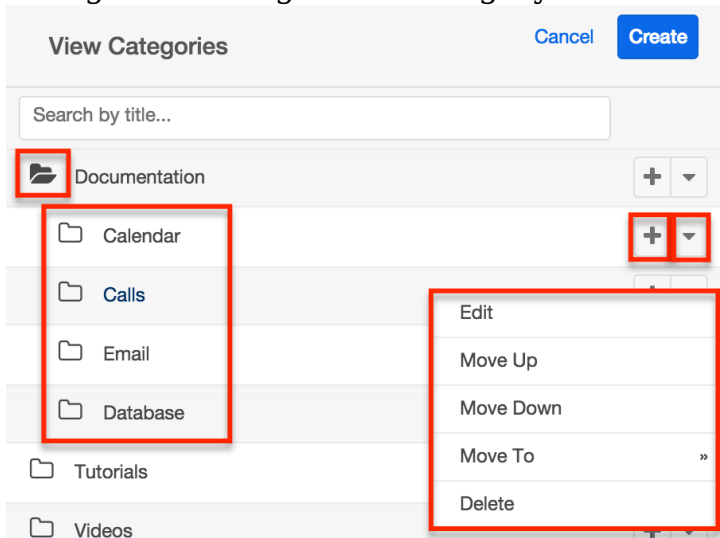 View Categories
Cancel
Create
Search by title...
Documentation
Calendar
Calls
Edit
Email
Move Up
Move Down
Database
Move To »
Tutorials
Delete
Videos